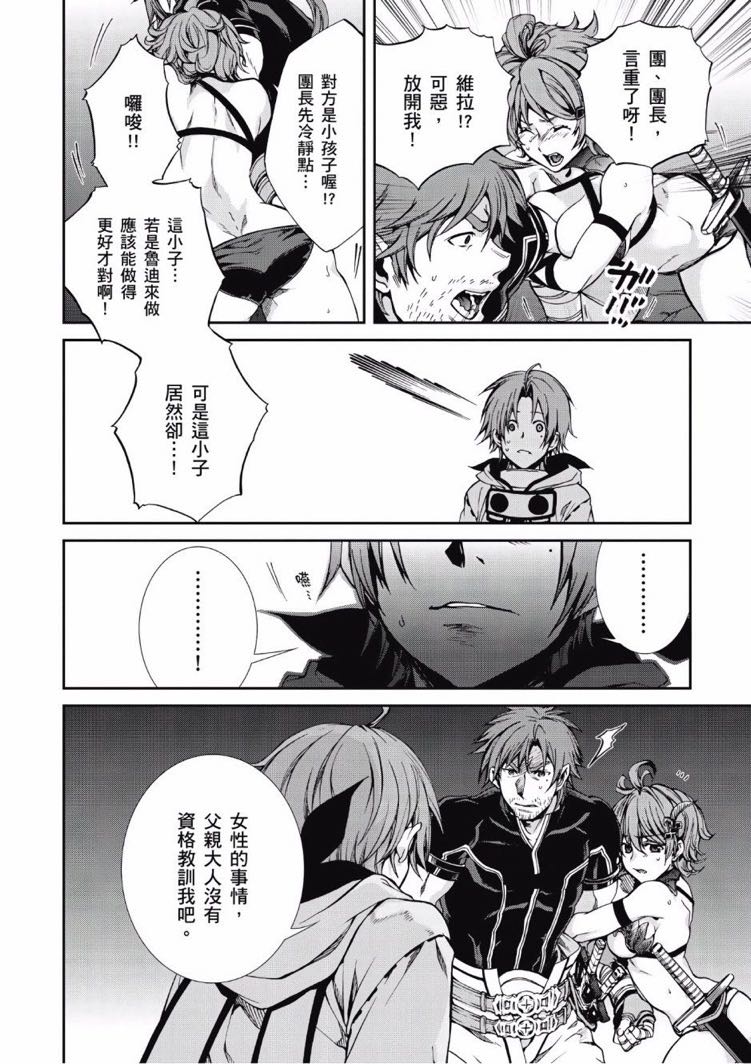 團、團長，
言重了呀！
維拉!?
可惡，
放開我！
ガバ!!!
對方是小孩子喔!?
團長先冷靜點…
囉唆!!
這小子…
若是魯迪來做
應該能做得
更好才對啊！
可是這小子
居然卻…！
………
嚥…
………！
女性的事情，
父親大人沒有
資格教訓我吧。